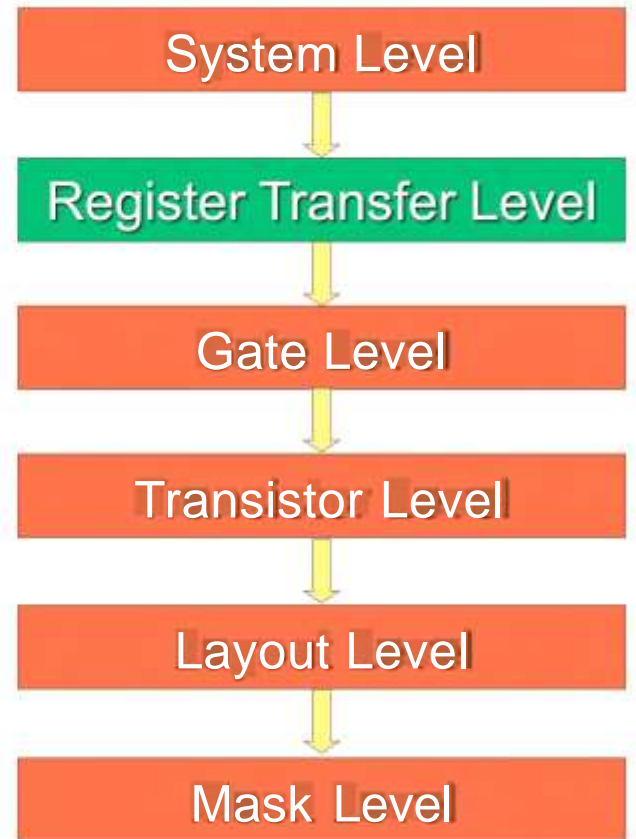 System Level
Register Transfer Level
Gate Level
Transistor Level
Layout Level
Mask Level